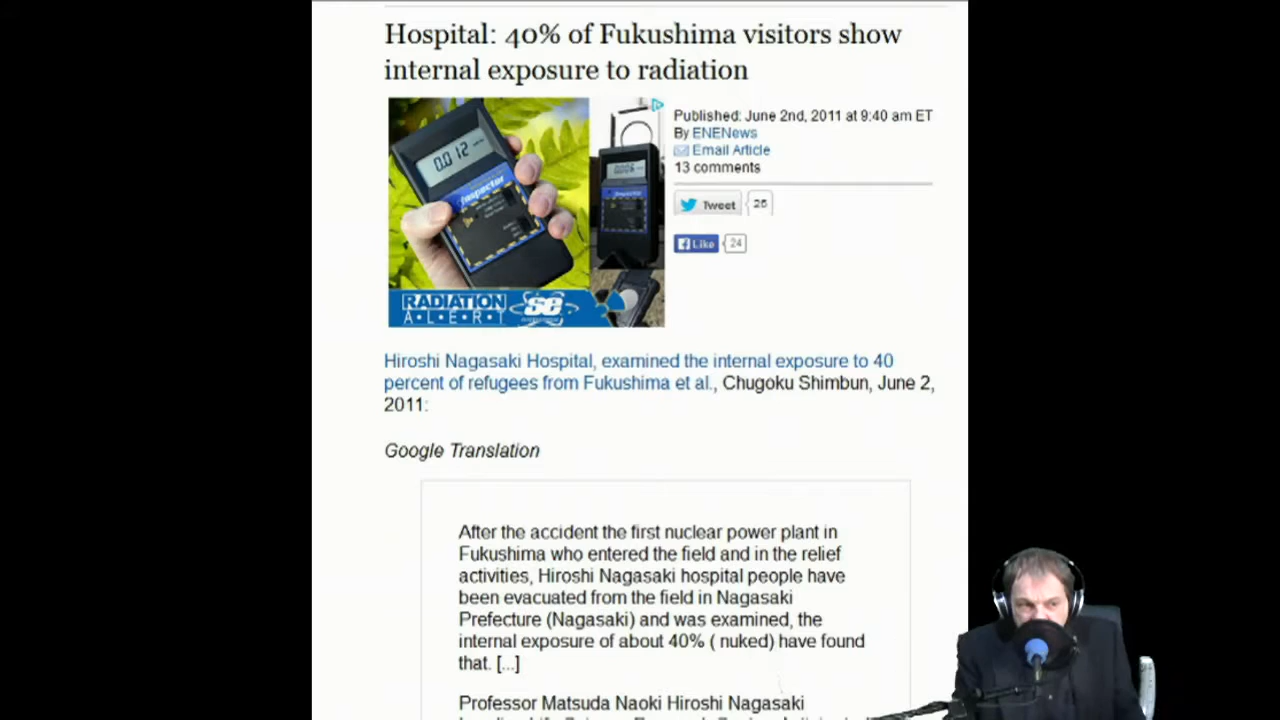 Hospital: 40% of Fukushima visitors show
internal exposure to radiation
0.012
Inspector
RADIATION
A•L•E•R•T
se
Published: June 2nd, 2011 at 9:40 am ET
By ENENews
Email Article
13 comments
Tweet 26
Like 24
Hiroshi Nagasaki Hospital, examined the internal exposure to 40
percent of refugees from Fukushima et al., Chugoku Shimbun, June 2,
2011:
Google Translation
After the accident the first nuclear power plant in
Fukushima who entered the field and in the relief
activities, Hiroshi Nagasaki hospital people have
been evacuated from the field in Nagasaki
Prefecture (Nagasaki) and was examined, the
internal exposure of about 40% ( nuked) have found
that. [...]
Professor Matsuda Naoki Hiroshi Nagasaki